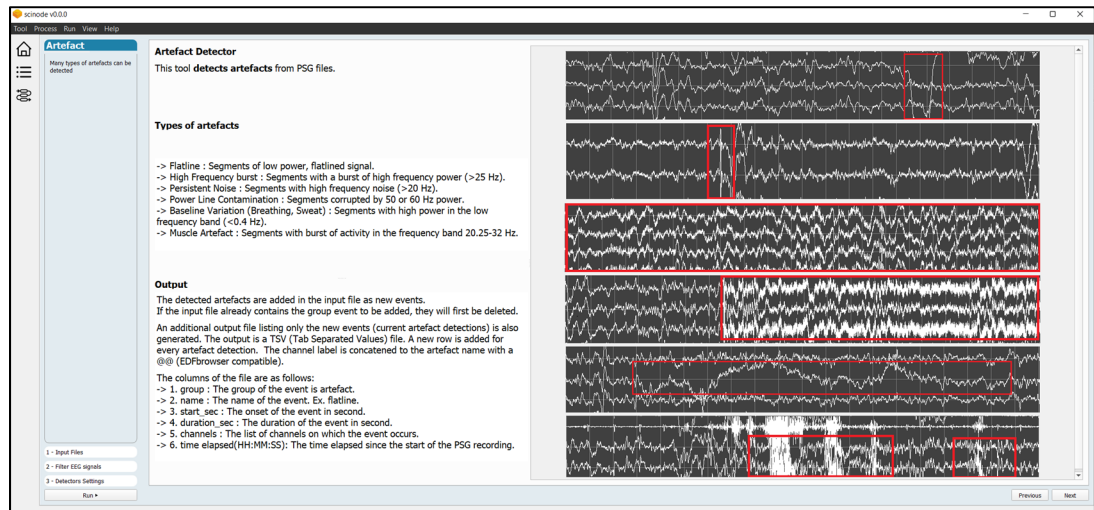 scinode v0.0.0
Tool Process Run View Help
Artefact
Many types of artefacts can be
detected
1 - Input Files
2 - Filter EEG signals
3 - Detectors Settings
Run
Artefact Detector
This tool detects artefacts from PSG files.
Types of artefacts
-> Flatline : Segments of low power, flatlined signal.
-> High Frequency burst : Segments with a burst of high frequency power (>25 Hz).
-> Persistent Noise : Segments with high frequency noise (>20 Hz).
-> Power Line Contamination : Segments corrupted by 50 or 60 Hz power.
-> Baseline Variation (Breathing, Sweat) : Segments with high power in the low
frequency band (<0.4 Hz).
-> Muscle Artefact : Segments with burst of activity in the frequency band 20.25-32 Hz.
Output
The detected artefacts are added in the input file as new events.
If the input file already contains the group event to be added, they will first be deleted.
An additional output file listing only the new events (current artefact detections) is also
generated. The output is a TSV (Tab Separated Values) file. A new row is added for
every artefact detection. The channel label is concatened to the artefact name with a
@@ (EDFbrowser compatible).
The columns of the file are as follows:
-> 1. group : The group of the event is artefact.
-> 2. name : The name of the event. Ex. flatline.
-> 3. start_sec : The onset of the event in second.
-> 4. duration_sec : The duration of the event in second.
-> 5. channels : The list of channels on which the event occurs.
-> 6. time elapsed(HH:MM:SS): The time elapsed since the start of the PSG recording.
Previous Next